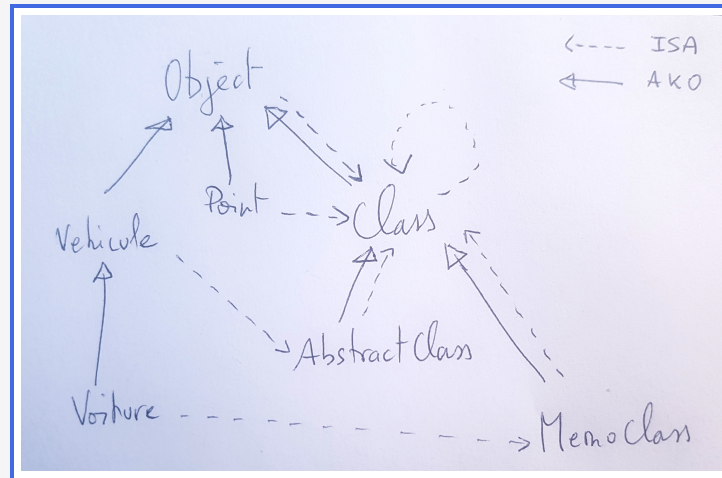 ISA
Object
AKO
Point
Class
Vehicule
AbstractClass
Voiture
MemoClass